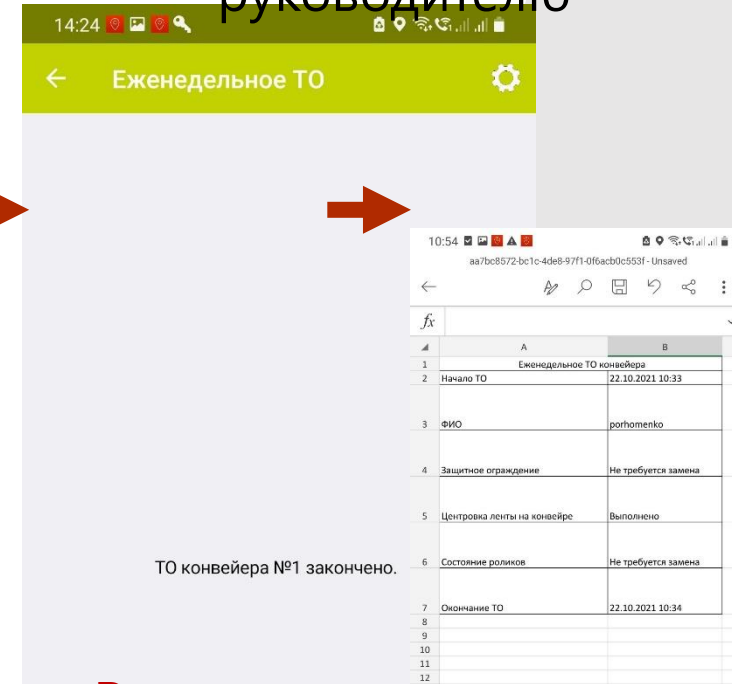 руководителю
14:24
Еженедельное ТО
ТО конвейера №1 закончено.
10:54
aa7bc8572-bc1c-4de8-97f1-0f6acb0c553f - Unsaved
fx
A B
1 Еженедельное ТО конвейера
2 Начало ТО 22.10.2021 10:33
3 ФИО porhomenko
4 Защитное ограждение Не требуется замена
5 Центровка ленты на конвейре Выполнено
6 Состояние роликов Не требуется замена
7 Окончание ТО 22.10.2021 10:34
8
9
10
11
12